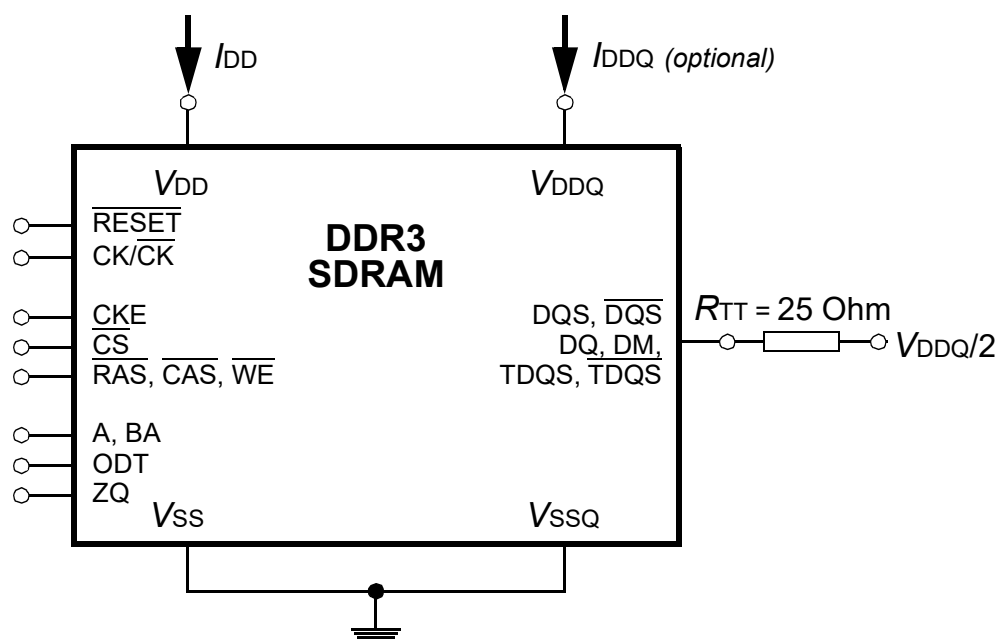 IDD
IDDQ (optional)
VDD
VDDQ
RESET
CK/CK
DDR3
SDRAM
CKE
CS
RAS, CAS, WE
DQS, DQS
DQ, DM,
TDQS, TDQS
RTT = 25 Ohm
VDDQ/2
A, BA
ODT
ZQ
VSS
VSSQ